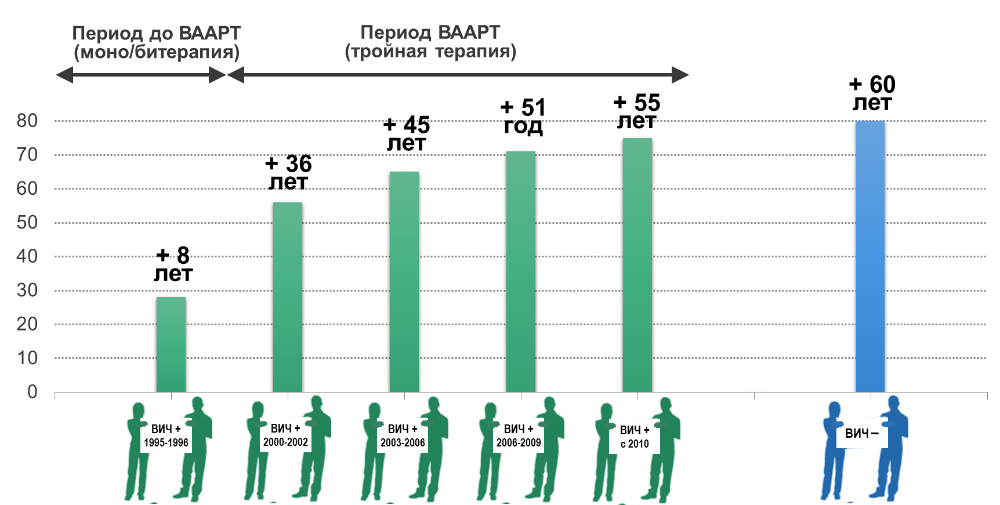 Период до ВААРТ
(моно/битерапия)
Период ВААРТ
(тройная терапия)
+ 8
лет
+ 36
лет
+ 45
лет
+ 51
год
+ 55
лет
+ 60
лет
80
70
60
50
40
30
20
10
0
ВИЧ +
1995-1996
ВИЧ +
2000-2002
ВИЧ +
2003-2006
ВИЧ +
2006-2009
ВИЧ +
с 2010
ВИЧ –